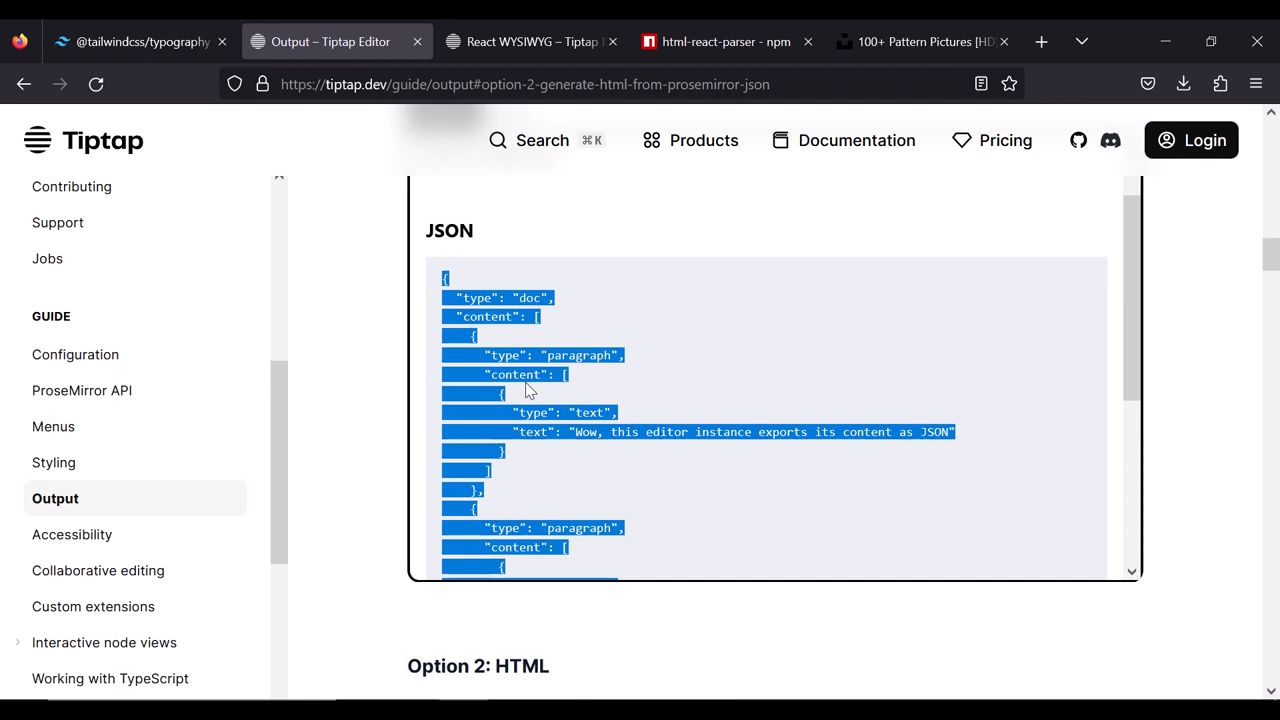 @tailwindcss/typography
Output – Tiptap Editor
React WYSIWYG – Tiptap
html-react-parser - npm
100+ Pattern Pictures [HD]
https://tiptap.dev/guide/output#option-2-generate-html-from-prosemirror-json
Tiptap
Search ⌘K
Products
Documentation
Pricing
Login
Contributing
Support
Jobs
GUIDE
Configuration
ProseMirror API
Menus
Styling
Output
Accessibility
Collaborative editing
Custom extensions
Interactive node views
Working with TypeScript
JSON
{
"type": "doc",
"content": [
{
"type": "paragraph",
"content": [
{
"type": "text",
"text": "Wow, this editor instance exports its content as JSON"
}
]
},
{
"type": "paragraph",
"content": [
{
Option 2: HTML